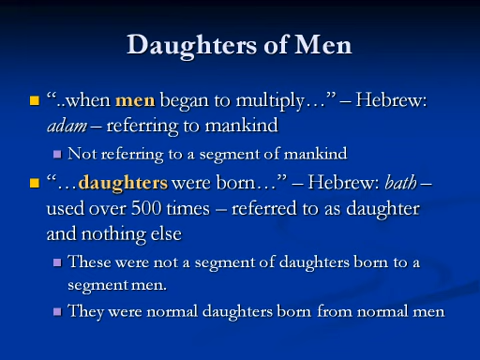 Daughters of Men
“..when men began to multiply…” – Hebrew:
adam – referring to mankind
Not referring to a segment of mankind
“…daughters were born…” – Hebrew: bath –
used over 500 times – referred to as daughter
and nothing else
These were not a segment of daughters born to a
segment men.
They were normal daughters born from normal men